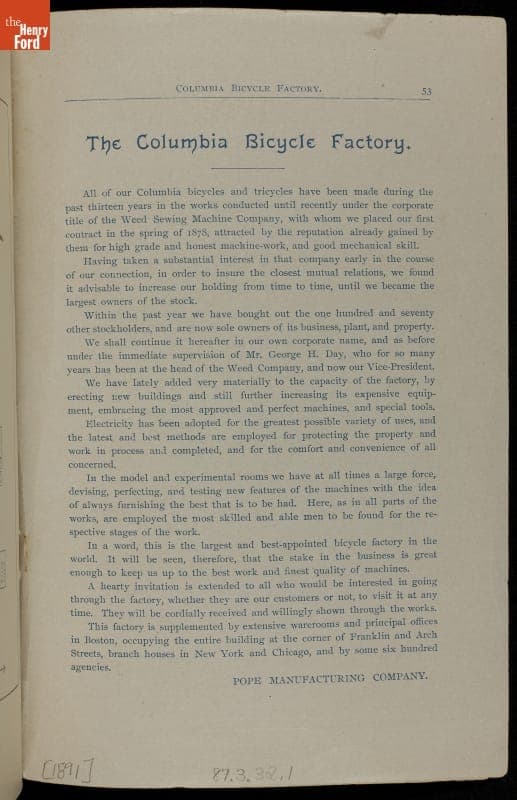 the
Henry
Ford
COLUMBIA BICYCLE FACTORY. 53
The Columbia Bicycle Factory.
All of our Columbia bicycles and tricycles have been made during the
past thirteen years in the works conducted until recently under the corporate
title of the Weed Sewing Machine Company, with whom we placed our first
contract in the spring of 1878, attracted by the reputation already gained by
them for high grade and honest machine-work, and good mechanical skill.
Having taken a substantial interest in that company early in the course
of our connection, in order to insure the closest mutual relations, we found
it advisable to increase our holding from time to time, until we became the
largest owners of the stock.
Within the past year we have bought out the one hundred and seventy
other stockholders, and are now sole owners of its business, plant, and property.
We shall continue it hereafter in our own corporate name, and as before
under the immediate supervision of Mr. George H. Day, who for so many
years has been at the head of the Weed Company, and now our Vice-President.
We have lately added very materially to the capacity of the factory, by
erecting new buildings and still further increasing its expensive equip-
ment, embracing the most approved and perfect machines, and special tools.
Electricity has been adopted for the greatest possible variety of uses, and
the latest and best methods are employed for protecting the property and
work in process and completed, and for the comfort and convenience of all
concerned.
In the model and experimental rooms we have at all times a large force,
devising, perfecting, and testing new features of the machines with the idea
of always furnishing the best that is to be had. Here, as in all parts of the
works, are employed the most skilled and able men to be found for the re-
spective stages of the work.
In a word, this is the largest and best-appointed bicycle factory in the
world. It will be seen, therefore, that the stake in the business is great
enough to keep us up to the best work and finest quality of machines.
A hearty invitation is extended to all who would be interested in going
through the factory, whether they are our customers or not, to visit it at any
time. They will be cordially received and willingly shown through the works.
This factory is supplemented by extensive warerooms and principal offices
in Boston, occupying the entire building at the corner of Franklin and Arch
Streets, branch houses in New York and Chicago, and by some six hundred
agencies.
POPE MANUFACTURING COMPANY.
[1891] 87.3.32.1